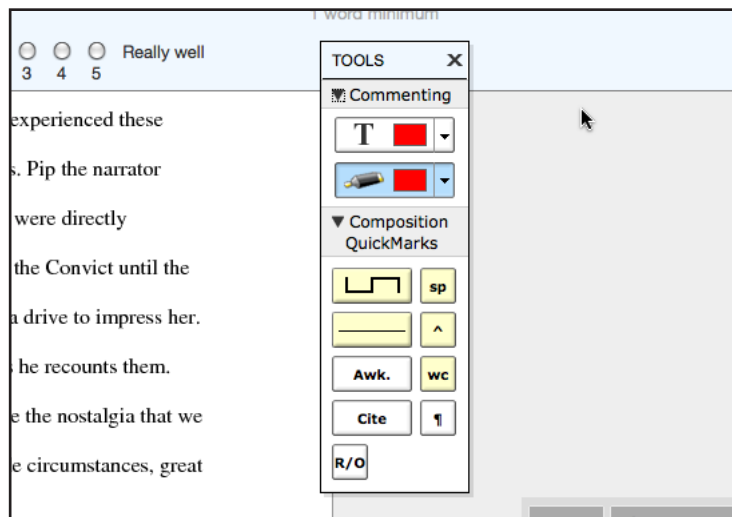 1 word minimum
Really well
3 4 5
TOOLS X
Commenting
T
Composition
QuickMarks
sp
^
Awk. wc
Cite ¶
R/O
experienced these
s. Pip the narrator
were directly
the Convict until the
a drive to impress her.
he recounts them.
e the nostalgia that we
e circumstances, great